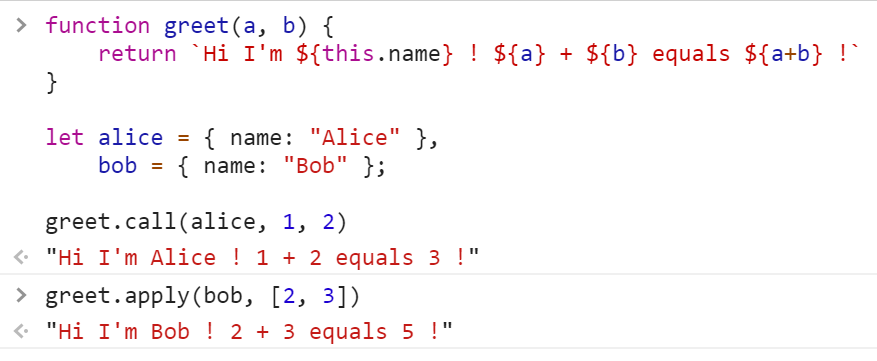 > function greet(a, b) {
return `Hi I'm ${this.name} ! ${a} + ${b} equals ${a+b} !`
}
let alice = { name: "Alice" },
bob = { name: "Bob" };
greet.call(alice, 1, 2)
"Hi I'm Alice ! 1 + 2 equals 3 !"
> greet.apply(bob, [2, 3])
"Hi I'm Bob ! 2 + 3 equals 5 !"